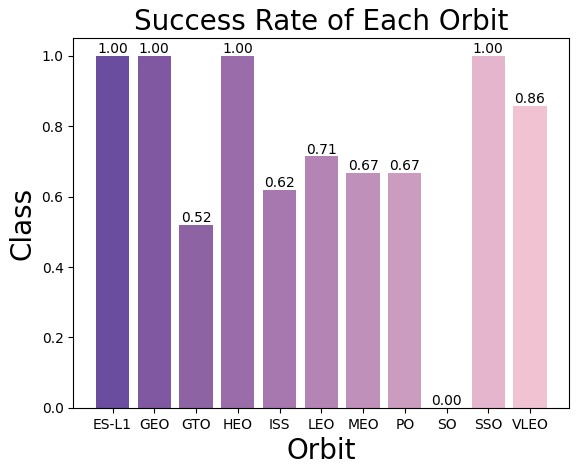 Success Rate of Each Orbit
1.00 1.00 1.00 1.00
0.86
0.71
0.67 0.67
0.62
0.52
0.00
1.0
0.8
0.6
0.4
0.2
0.0
Class
ES-L1 GEO GTO HEO ISS LEO MEO PO SO SSO VLEO
Orbit